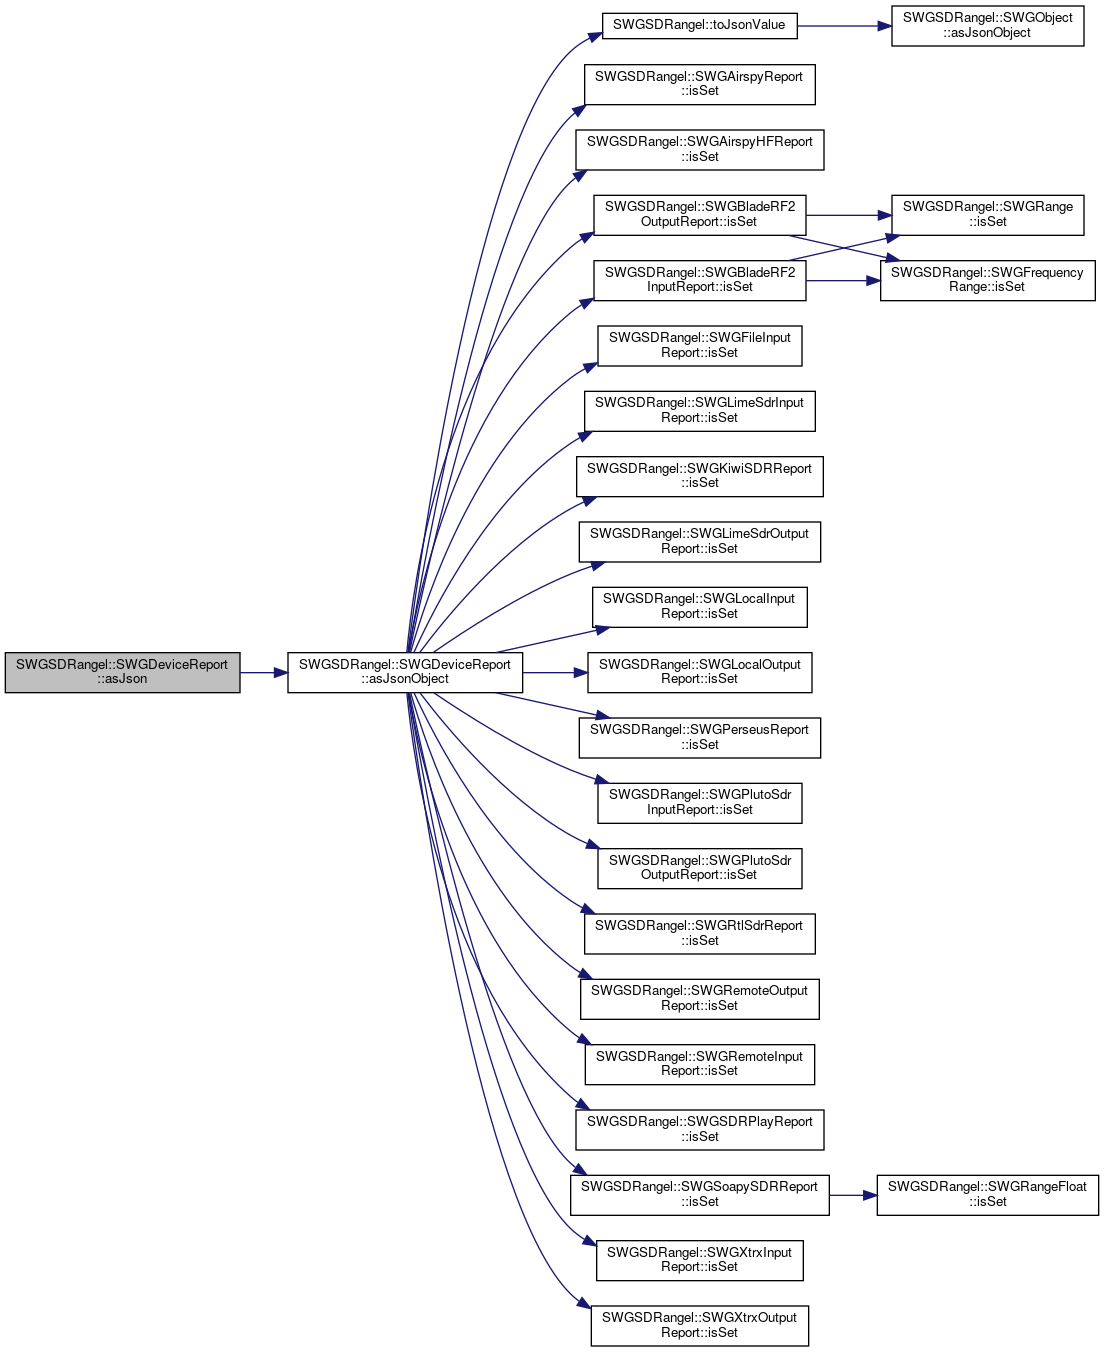 SWGSDRangel::SWGDeviceReport
::asJson
SWGSDRangel::SWGDeviceReport
::asJsonObject
SWGSDRangel::toJsonValue
SWGSDRangel::SWGObject
::asJsonObject
SWGSDRangel::SWGAirspyReport
::isSet
SWGSDRangel::SWGAirspyHFReport
::isSet
SWGSDRangel::SWGBladeRF2
OutputReport::isSet
SWGSDRangel::SWGRange
::isSet
SWGSDRangel::SWGBladeRF2
InputReport::isSet
SWGSDRangel::SWGFrequency
Range::isSet
SWGSDRangel::SWGFileInput
Report::isSet
SWGSDRangel::SWGLimeSdrInput
Report::isSet
SWGSDRangel::SWGKiwiSDRReport
::isSet
SWGSDRangel::SWGLimeSdrOutput
Report::isSet
SWGSDRangel::SWGLocalInput
Report::isSet
SWGSDRangel::SWGLocalOutput
Report::isSet
SWGSDRangel::SWGPerseusReport
::isSet
SWGSDRangel::SWGPlutoSdr
InputReport::isSet
SWGSDRangel::SWGPlutoSdr
OutputReport::isSet
SWGSDRangel::SWGRtlSdrReport
::isSet
SWGSDRangel::SWGRemoteOutput
Report::isSet
SWGSDRangel::SWGRemoteInput
Report::isSet
SWGSDRangel::SWGSDRPlayReport
::isSet
SWGSDRangel::SWGSoapySDRReport
::isSet
SWGSDRangel::SWGRangeFloat
::isSet
SWGSDRangel::SWGXtrxInput
Report::isSet
SWGSDRangel::SWGXtrxOutput
Report::isSet